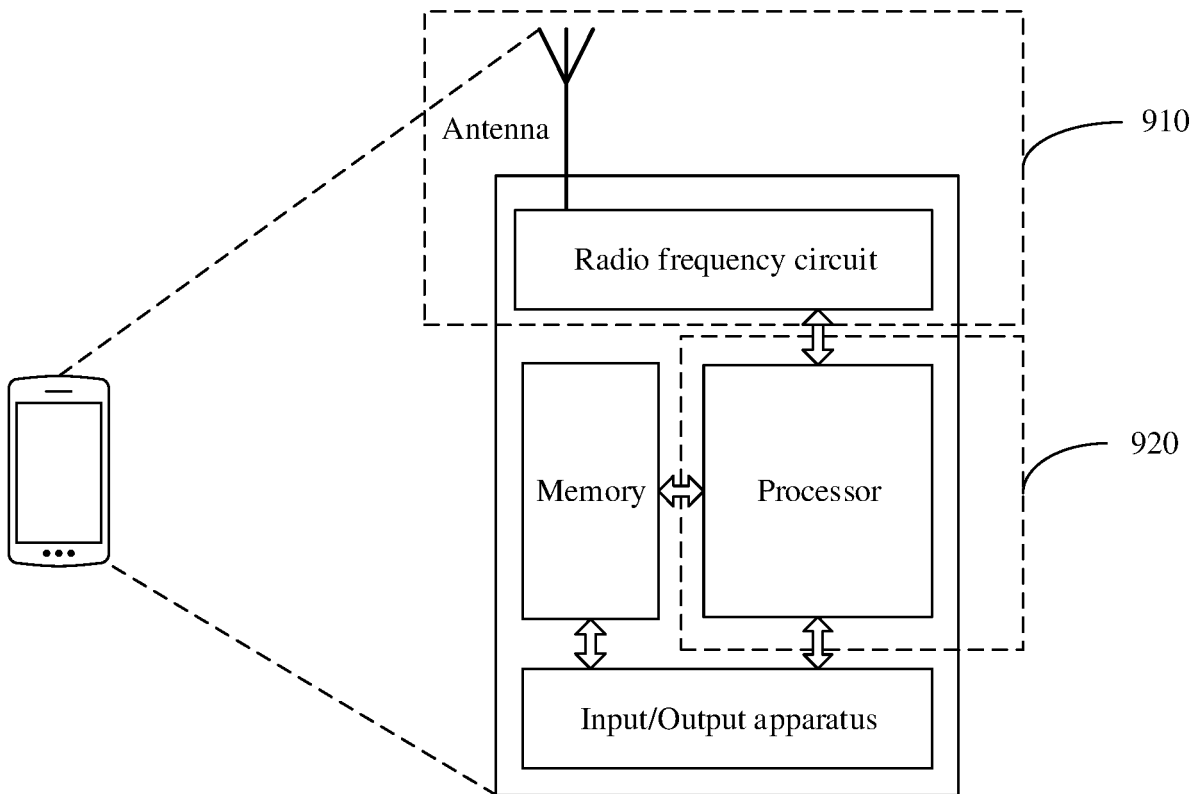 Antenna
910
Radio frequency circuit
920
Memory
Processor
Input/Output apparatus